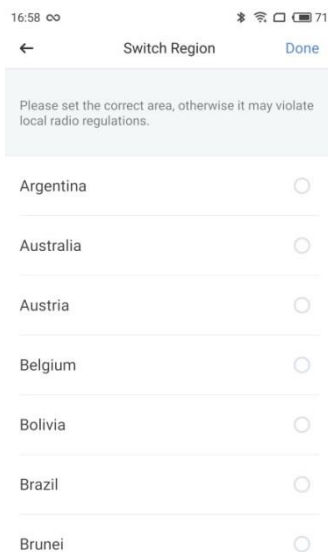 16:58 ∞ 71
← Switch Region Done
Please set the correct area, otherwise it may violate
local radio regulations.
Argentina
Australia
Austria
Belgium
Bolivia
Brazil
Brunei